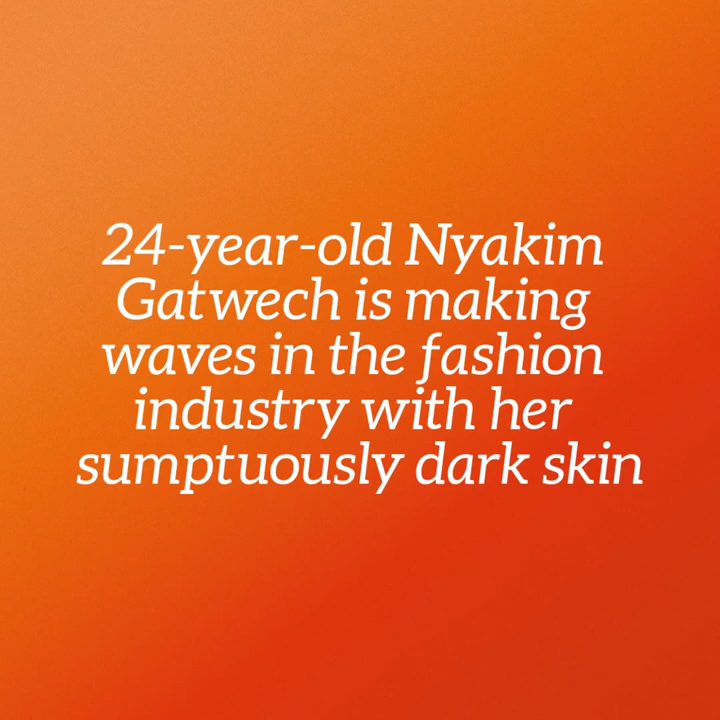 24-year-old Nyakim
Gatwech is making
waves in the fashion
industry with her
sumptuously dark skin